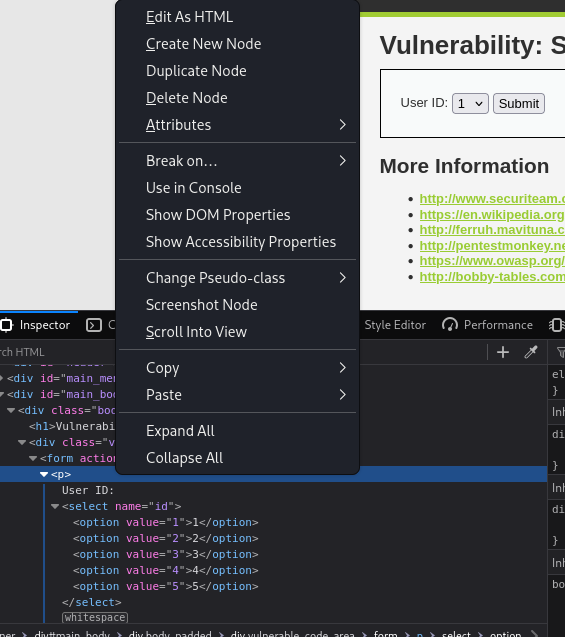 Edit As HTML
Create New Node
Duplicate Node
Delete Node
Attributes
Break on…
Use in Console
Show DOM Properties
Show Accessibility Properties
Change Pseudo-class
Screenshot Node
Scroll Into View
Copy
Paste
Expand All
Collapse All
Vulnerability: S
User ID: 1 Submit
More Information
http://www.securiteam.c
https://en.wikipedia.org
http://ferruh.mavituna.c
http://pentestmonkey.ne
https://www.owasp.org/
http://bobby-tables.com
Inspector C Style Editor Performance
rch HTML
<div id="main_men
<div id="main_bo
<div class="boo
<h1>Vulnerabi
<div class="v
<form action
<p>
User ID:
<select name="id">
<option value="1">1</option>
<option value="2">2</option>
<option value="3">3</option>
<option value="4">4</option>
<option value="5">5</option>
</select>
whitespace
el
}
Inh
di
}
Inh
di
}
Inh
bo
ner > div#main_body > div.body_padded > div.vulnerable_code_area > form > p > select > option